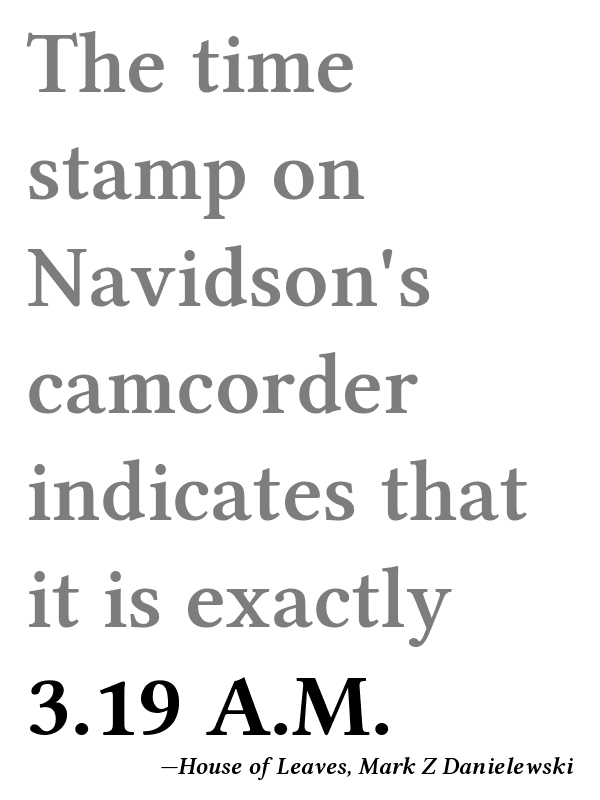 The time
stamp on
Navidson's
camcorder
indicates that
it is exactly
3.19 A.M.
—House of Leaves, Mark Z Danielewski